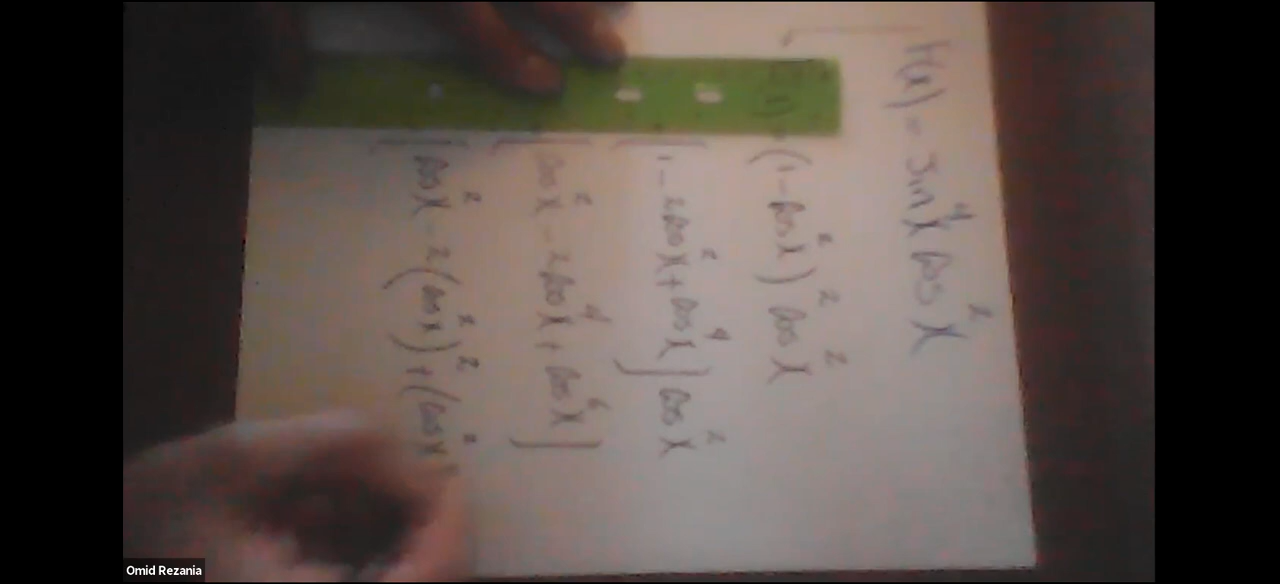 f(x) = sin⁴x cos²x
= (1 - cos²x)² cos²x
[1 - 2cos²x + cos⁴x] cos²x
[cos²x - 2cos⁴x + cos⁶x]
[cos²x - 2(cos²x)² + (cos²x
Omid Rezania